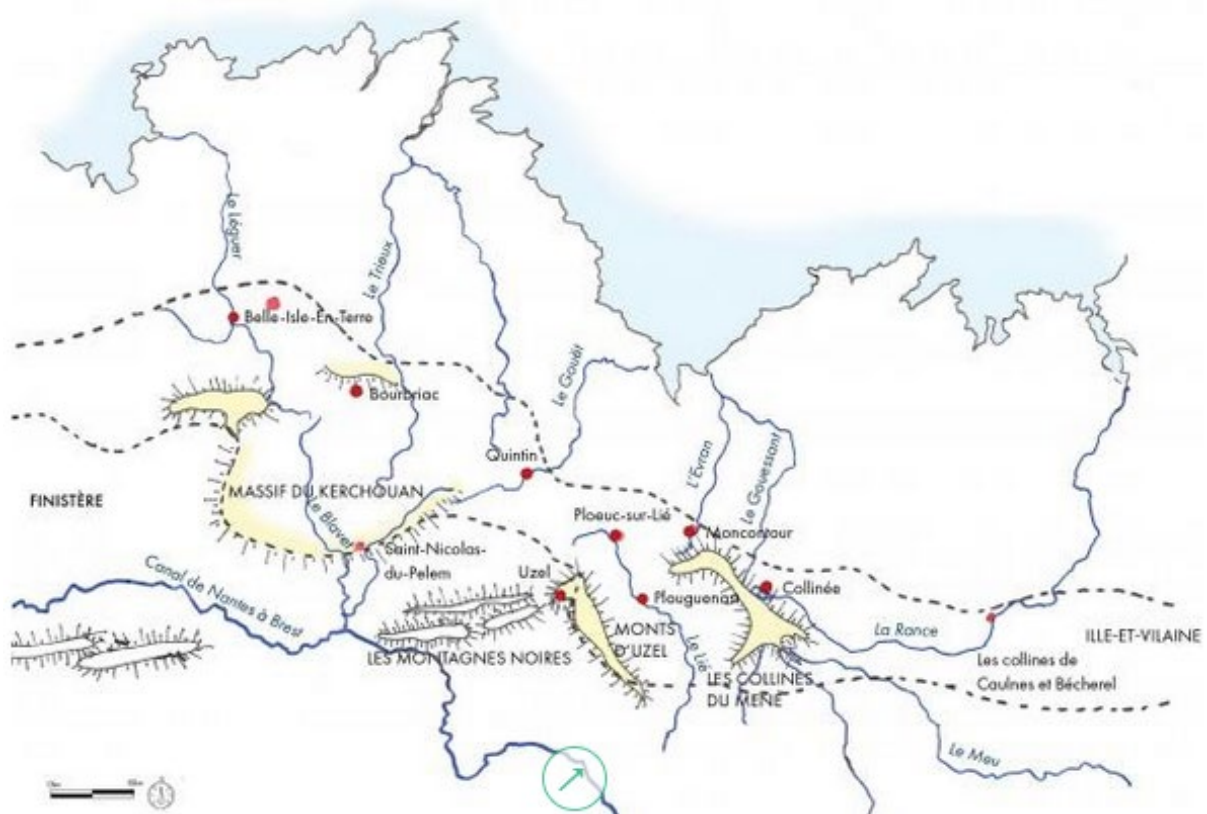 Le Léguer
Le Trieux
Belle-Isle-En-Terre
Bourbriac
Le Gouët
Quintin
L'Evran
Le Gouessant
FINISTÈRE
MASSIF DU KERCHOUAN
Le Blavet
Ploeuc-sur-Lié
Moncontour
Saint-Nicolas-
du-Pelem
Uzel
Canal de Nantes à Brest
Plouguenast
Collinée
MONTS
D'UZEL
LES MONTAGNES NOIRES
Le Lié
La Rance
ILLE-ET-VILAINE
LES COLLINES
DU MENÉ
Les collines de
Caulnes et Bécherel
Le Meu